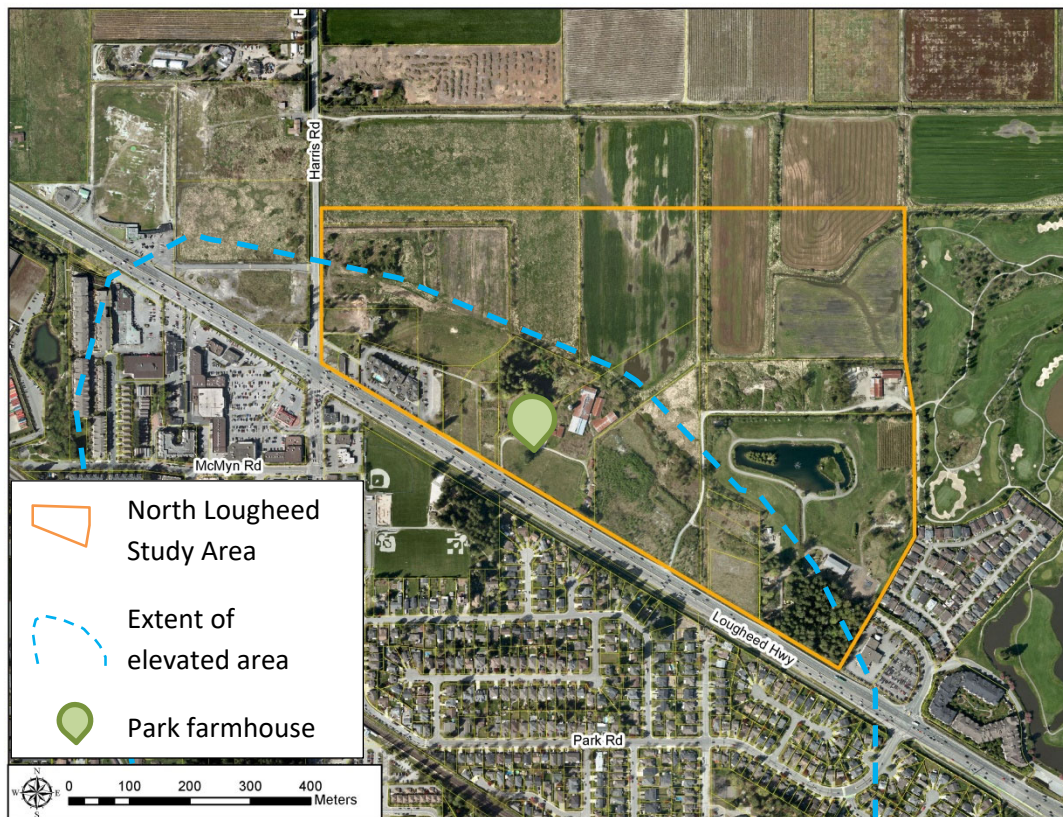 H
Harris Rd
McMyn Rd
Lougheed Hwy
Park Rd
North Lougheed
Study Area
Extent of
elevated area
Park farmhouse
N
W E
S
0 100 200 300 400
Meters